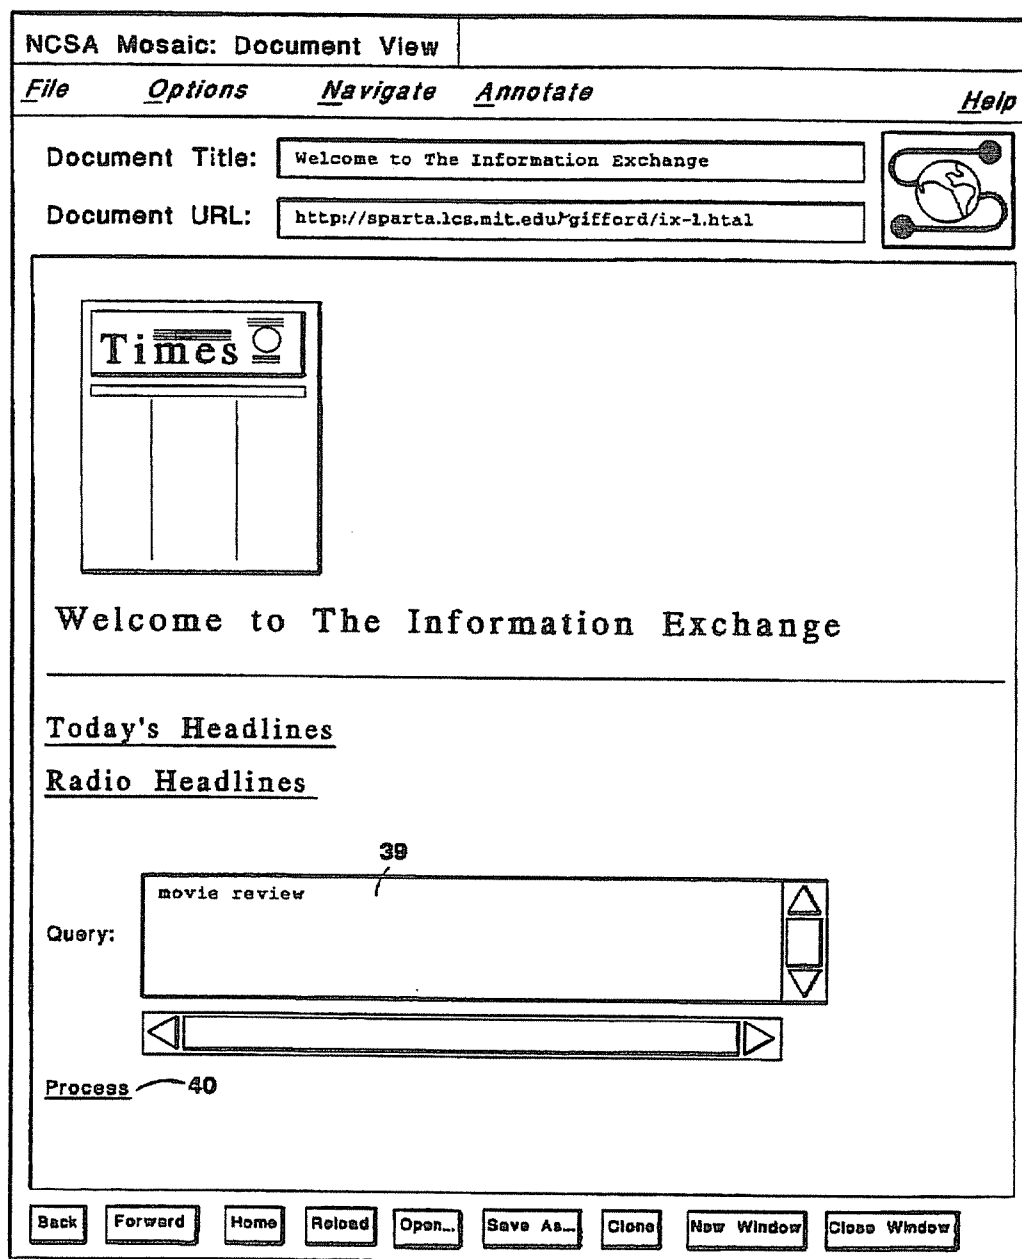 NCSA Mosaic: Document View
File Options Navigate Annotate Help
Document Title: Welcome to The Information Exchange
Document URL: http://sparta.lcs.mit.edu/~gifford/ix-1.htal
Times
Welcome to The Information Exchange
Today's Headlines
Radio Headlines
39
movie review
Query:
Process 40
Back Forward Home Reload Open... Save As... Clone New Window Close Window